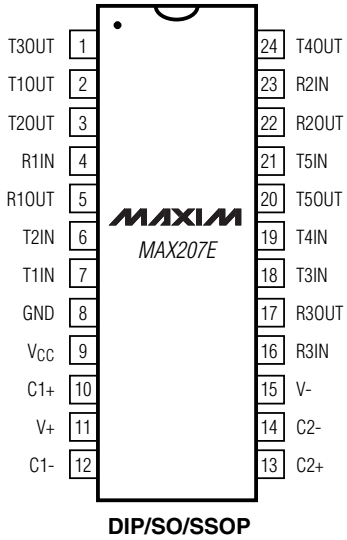 T3OUT 1 24 T4OUT
T1OUT 2 23 R2IN
T2OUT 3 22 R2OUT
R1IN 4 21 T5IN
R1OUT 5 20 T5OUT
MAXIM
T2IN 6 19 T4IN
MAX207E
T1IN 7 18 T3IN
GND 8 17 R3OUT
VCC 9 16 R3IN
C1+ 10 15 V-
V+ 11 14 C2-
C1- 12 13 C2+
DIP/SO/SSOP